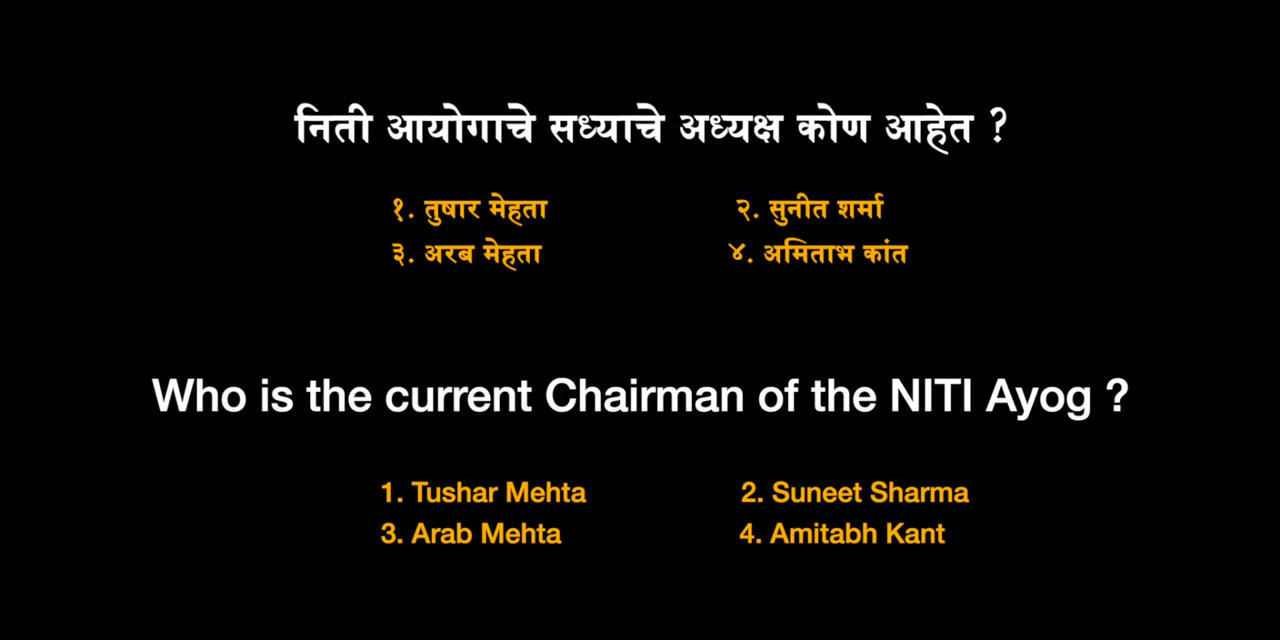 निती आयोगाचे सध्याचे अध्यक्ष कोण आहेत ?
१. तुषार मेहता २. सुनीत शर्मा
३. अरब मेहता ४. अमिताभ कांत
Who is the current Chairman of the NITI Ayog ?
1. Tushar Mehta 2. Suneet Sharma
3. Arab Mehta 4. Amitabh Kant